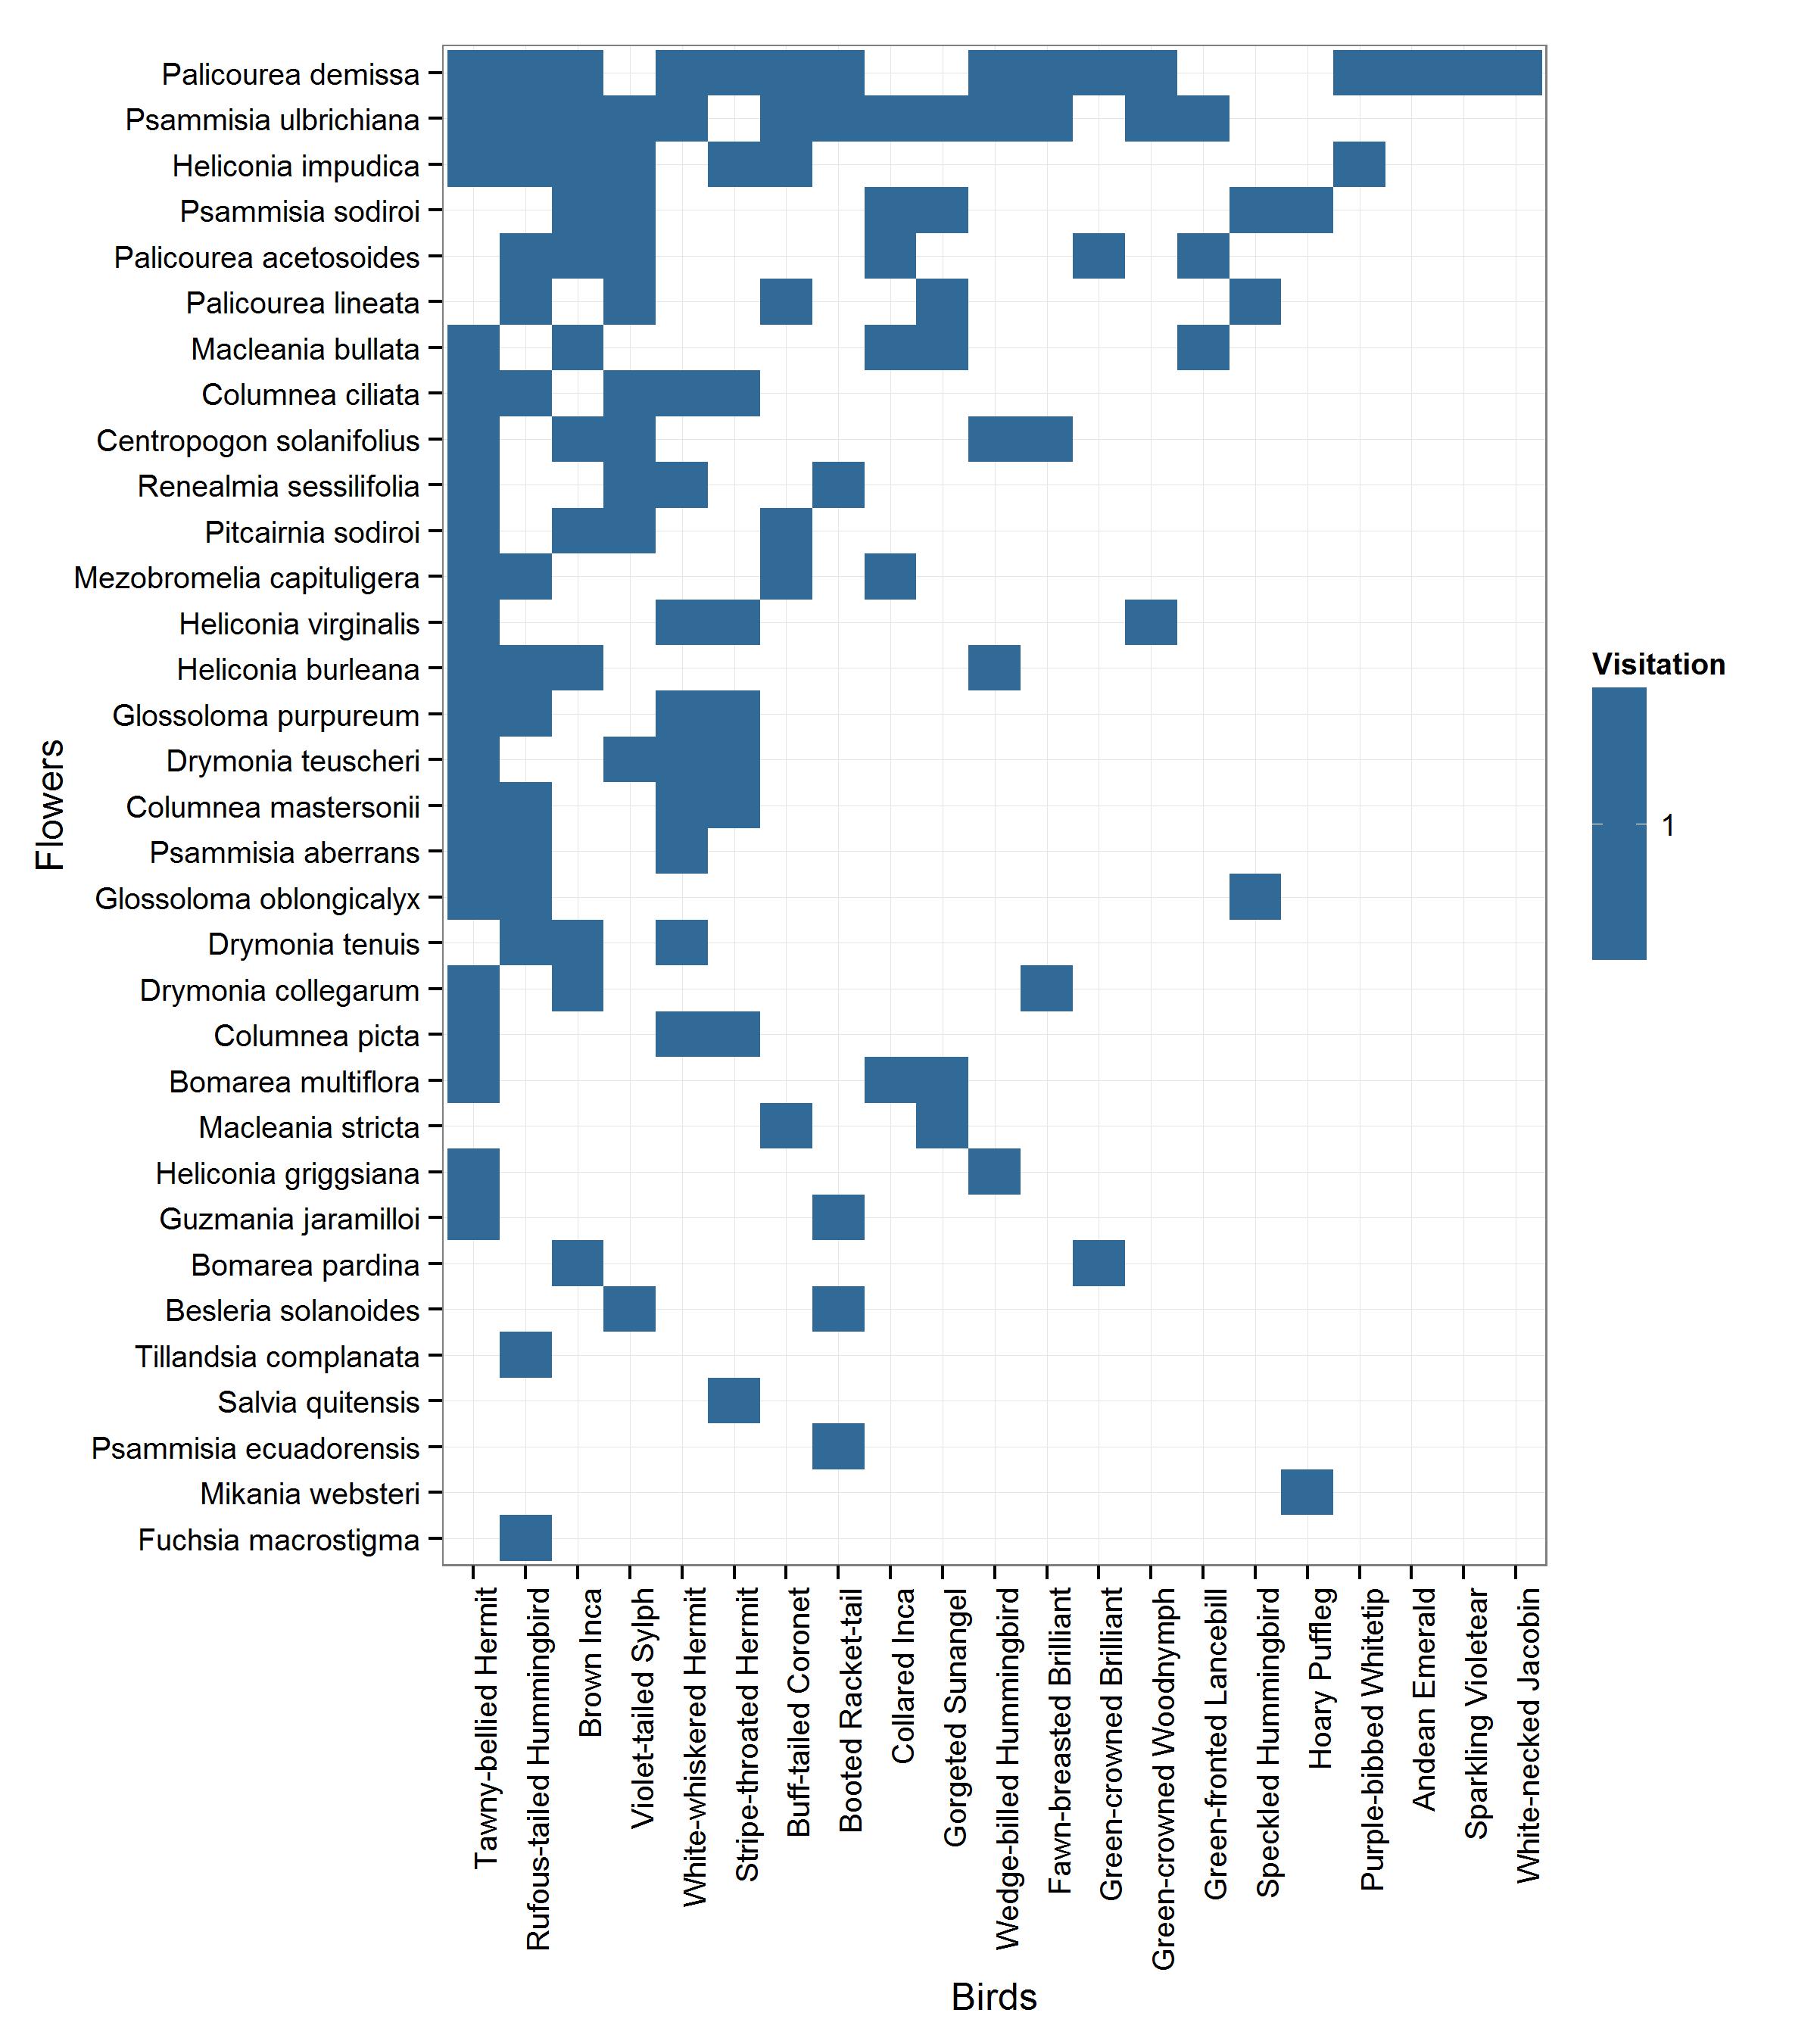 Palicourea demissa
Psammisia ulbrichiana
Heliconia impudica
Psammisia sodiroi
Palicourea acetosoides
Palicourea lineata
Macleania bullata
Columnea ciliata
Centropogon solanifolius
Renealmia sessilifolia
Pitcairnia sodiroi
Mezobromelia capituligera
Heliconia virginalis
Heliconia burleana
Glossoloma purpureum
Drymonia teuscheri
Columnea mastersonii
Psammisia aberrans
Glossoloma oblongicalyx
Drymonia tenuis
Drymonia collegarum
Columnea picta
Bomarea multiflora
Macleania stricta
Heliconia griggsiana
Guzmania jaramilloi
Bomarea pardina
Besleria solanoides
Tillandsia complanata
Salvia quitensis
Psammisia ecuadorensis
Mikania websteri
Fuchsia macrostigma
Flowers
Tawny-bellied Hermit
Rufous-tailed Hummingbird
Brown Inca
Violet-tailed Sylph
White-whiskered Hermit
Stripe-throated Hermit
Buff-tailed Coronet
Booted Racket-tail
Collared Inca
Gorgeted Sunangel
Wedge-billed Hummingbird
Fawn-breasted Brilliant
Green-crowned Brilliant
Green-crowned Woodnymph
Green-fronted Lancebill
Speckled Hummingbird
Hoary Puffleg
Purple-bibbed Whitetip
Andean Emerald
Sparkling Violetear
White-necked Jacobin
Birds
Visitation
1